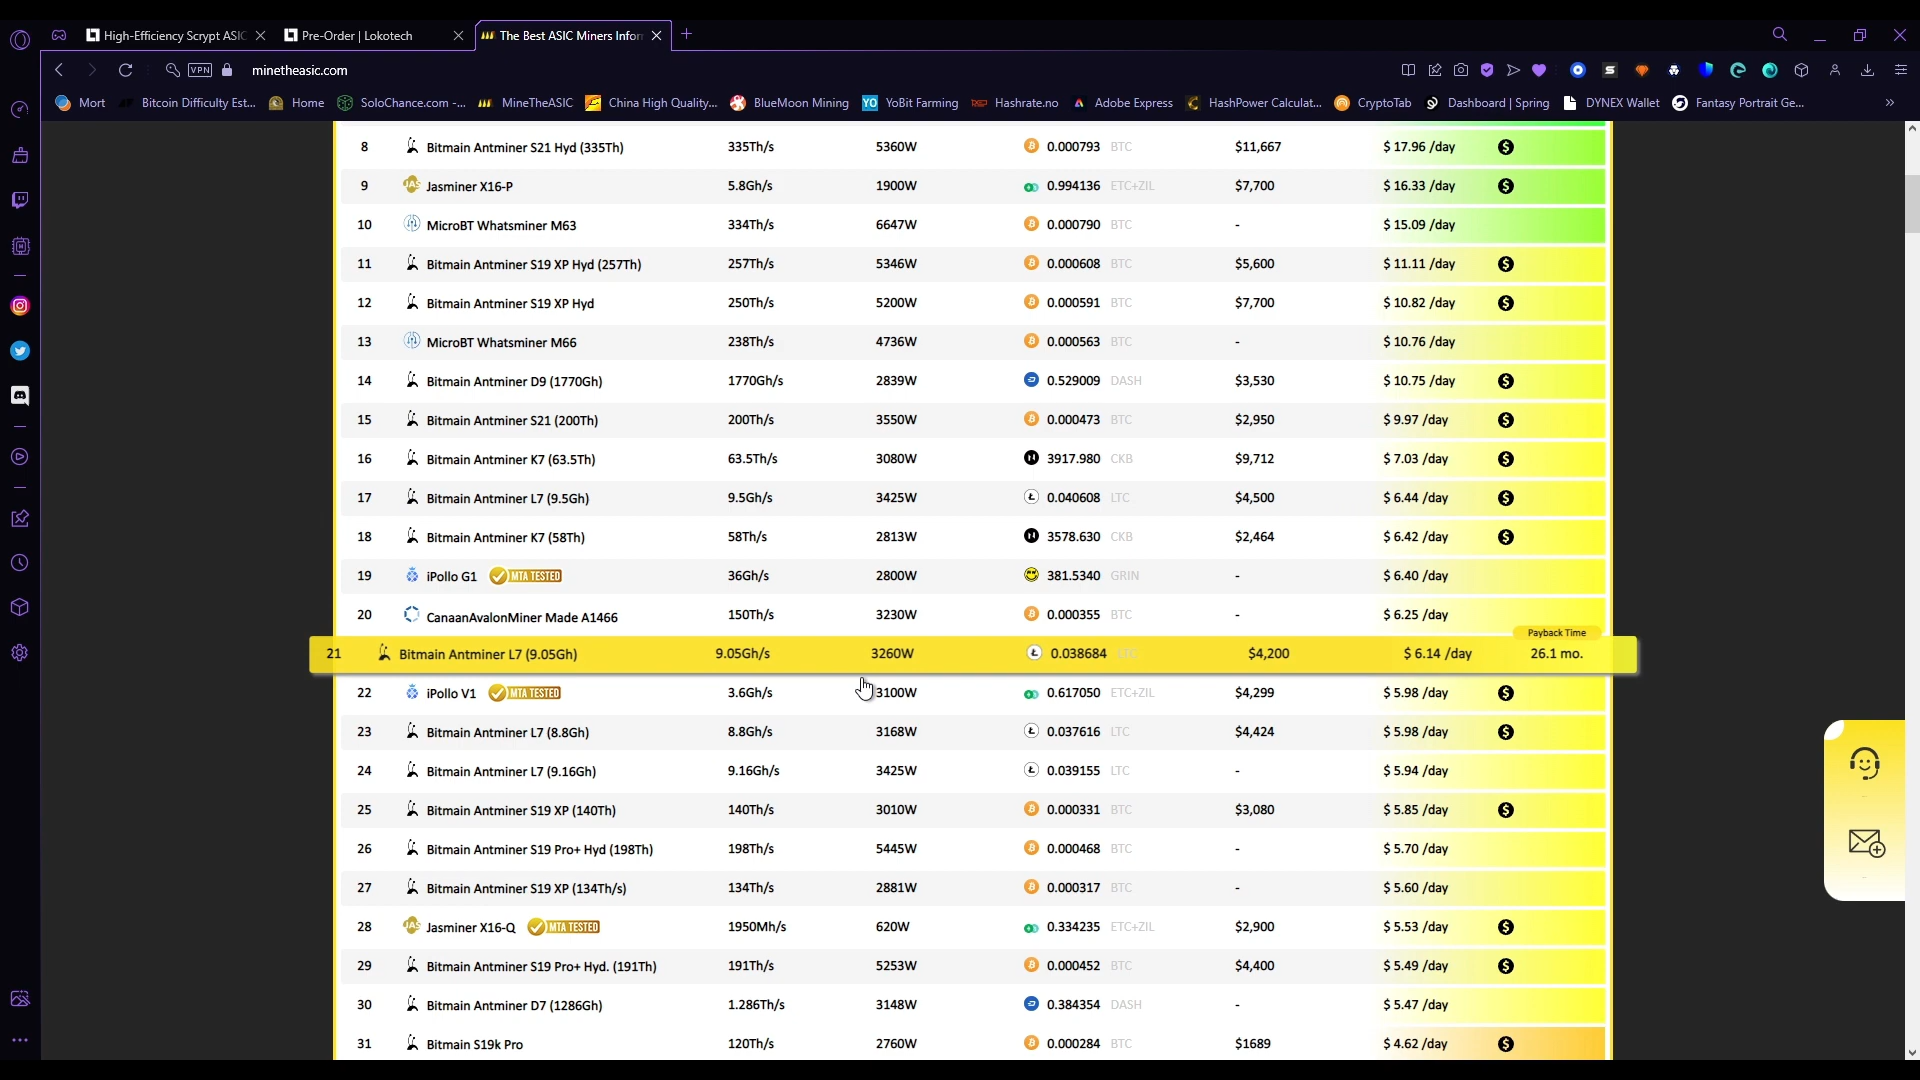 High-Efficiency Scrypt ASIC
Pre-Order | Lokotech
The Best ASIC Miners Infor
VPN
minetheasic.com
Mort
Bitcoin Difficulty Est...
Home
SoloChance.com -...
MineTheASIC
China High Quality,...
BlueMoon Mining
YO YoBit Farming
Hashrate.no
Adobe Express
HashPower Calculat...
CryptoTab
Dashboard | Spring
DYNEX Wallet
Fantasy Portrait Ge...
8 Bitmain Antminer S21 Hyd (335Th) 335Th/s 5360W 0.000793 BTC $11,667 $ 17.96 /day
9 JAS Jasminer X16-P 5.8Gh/s 1900W 0.994136 ETC+ZIL $7,700 $ 16.33 /day
10 MicroBT Whatsminer M63 334Th/s 6647W 0.000790 BTC - $ 15.09 /day
11 Bitmain Antminer S19 XP Hyd (257Th) 257Th/s 5346W 0.000608 BTC $5,600 $ 11.11 /day
12 Bitmain Antminer S19 XP Hyd 250Th/s 5200W 0.000591 BTC $7,700 $ 10.82 /day
13 MicroBT Whatsminer M66 238Th/s 4736W 0.000563 BTC - $ 10.76 /day
14 Bitmain Antminer D9 (1770Gh) 1770Gh/s 2839W 0.529009 DASH $3,530 $ 10.75 /day
15 Bitmain Antminer S21 (200Th) 200Th/s 3550W 0.000473 BTC $2,950 $ 9.97 /day
16 Bitmain Antminer K7 (63.5Th) 63.5Th/s 3080W 3917.980 CKB $9,712 $ 7.03 /day
17 Bitmain Antminer L7 (9.5Gh) 9.5Gh/s 3425W 0.040608 LTC $4,500 $ 6.44 /day
18 Bitmain Antminer K7 (58Th) 58Th/s 2813W 3578.630 CKB $2,464 $ 6.42 /day
19 iPollo G1 MTA TESTED 36Gh/s 2800W 381.5340 GRIN - $ 6.40 /day
20 CanaanAvalonMiner Made A1466 150Th/s 3230W 0.000355 BTC - $ 6.25 /day
Payback Time
21 Bitmain Antminer L7 (9.05Gh) 9.05Gh/s 3260W 0.038684 LTC $4,200 $ 6.14 /day 26.1 mo.
22 iPollo V1 MTA TESTED 3.6Gh/s 3100W 0.617050 ETC+ZIL $4,299 $ 5.98 /day
23 Bitmain Antminer L7 (8.8Gh) 8.8Gh/s 3168W 0.037616 LTC $4,424 $ 5.98 /day
24 Bitmain Antminer L7 (9.16Gh) 9.16Gh/s 3425W 0.039155 LTC - $ 5.94 /day
25 Bitmain Antminer S19 XP (140Th) 140Th/s 3010W 0.000331 BTC $3,080 $ 5.85 /day
26 Bitmain Antminer S19 Pro+ Hyd (198Th) 198Th/s 5445W 0.000468 BTC - $ 5.70 /day
27 Bitmain Antminer S19 XP (134Th/s) 134Th/s 2881W 0.000317 BTC - $ 5.60 /day
28 JAS Jasminer X16-Q MTA TESTED 1950Mh/s 620W 0.334235 ETC+ZIL $2,900 $ 5.53 /day
29 Bitmain Antminer S19 Pro+ Hyd. (191Th) 191Th/s 5253W 0.000452 BTC $4,400 $ 5.49 /day
30 Bitmain Antminer D7 (1286Gh) 1.286Th/s 3148W 0.384354 DASH - $ 5.47 /day
31 Bitmain S19k Pro 120Th/s 2760W 0.000284 BTC $1689 $ 4.62 /day